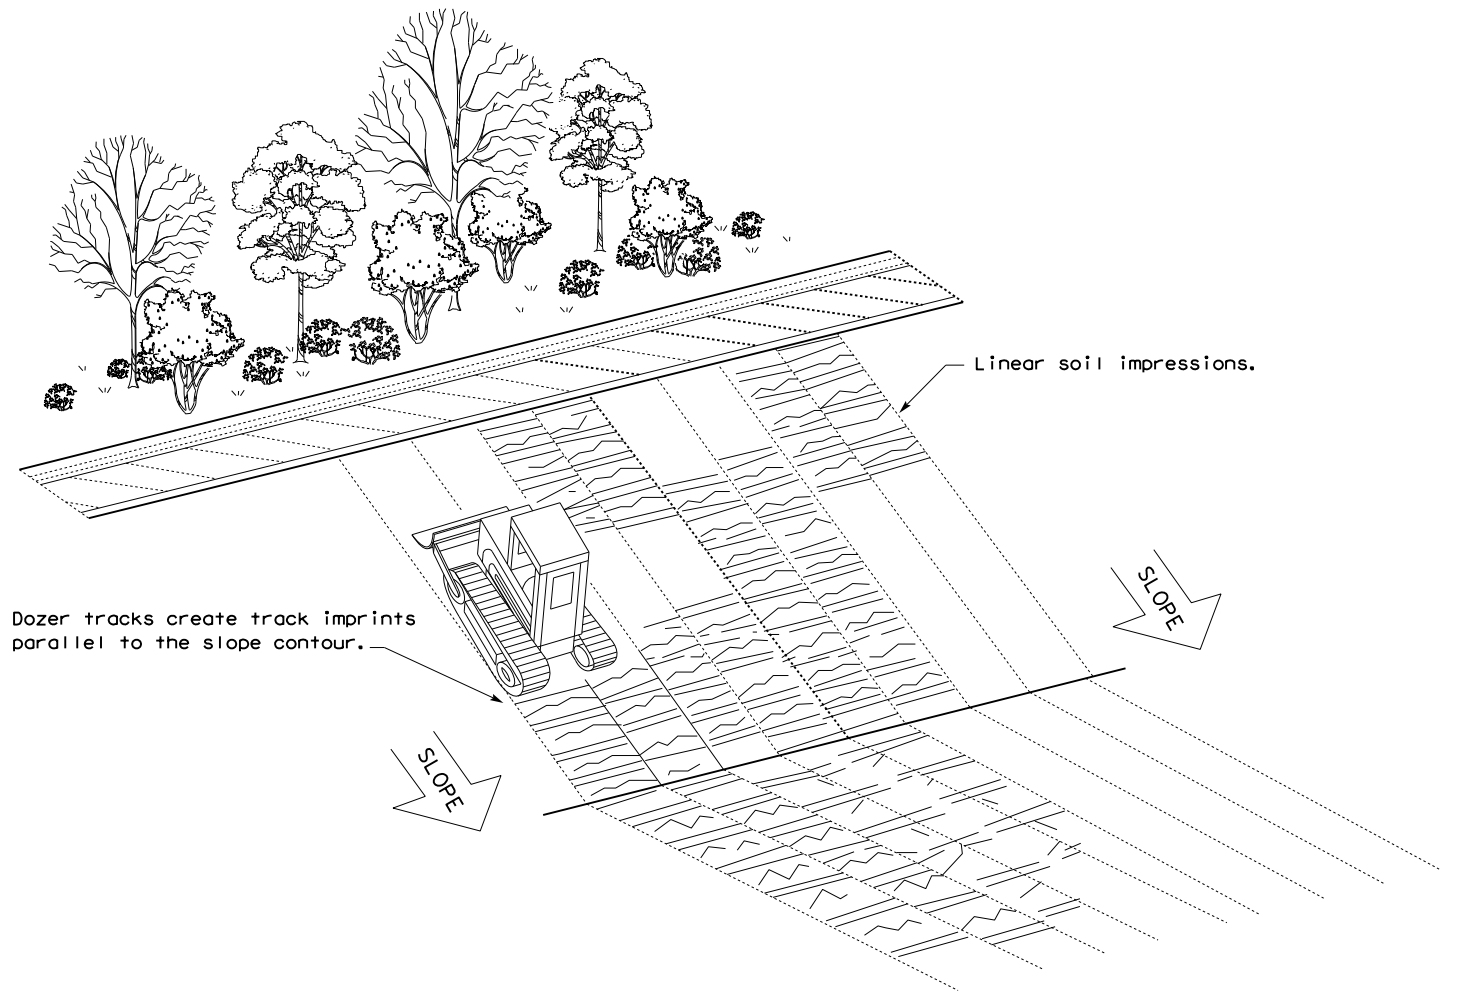 Linear soil impressions.
SLOPE
Dozer tracks create track imprints
parallel to the slope contour.
SLOPE